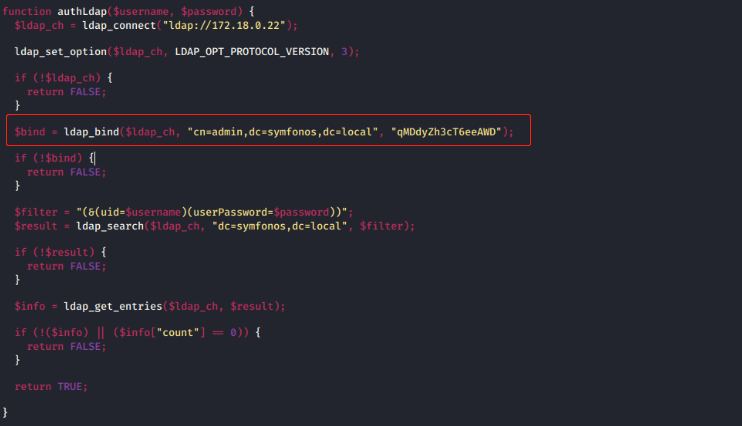 function authLdap($username, $password) {
  $ldap_ch = ldap_connect("ldap://172.18.0.22");
  ldap_set_option($ldap_ch, LDAP_OPT_PROTOCOL_VERSION, 3);
  if (!$ldap_ch) {
    return FALSE;
  }
  $bind = ldap_bind($ldap_ch, "cn=admin,dc=symfonos,dc=local", "qMDdyZh3cT6eeAWD");
  if (!$bind) {
    return FALSE;
  }
  $filter = "(&(uid=$username)(userPassword=$password))";
  $result = ldap_search($ldap_ch, "dc=symfonos,dc=local", $filter);
  if (!$result) {
    return FALSE;
  }
  $info = ldap_get_entries($ldap_ch, $result);
  if (!($info) || ($info["count"] == 0)) {
    return FALSE;
  }
  return TRUE;
}